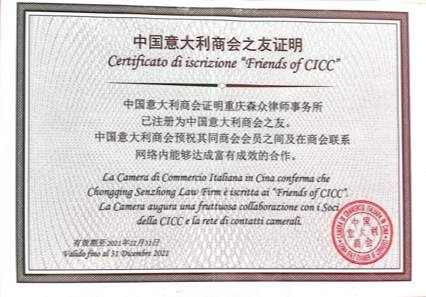 中国意大利商会之友证明
Certificato di iscrizione "Friends of CICC"
中国意大利商会证明重庆森众律师事务所
已注册为中国意大利商会之友。
中国意大利商会预祝其同商会会员之间及在商会联系
网络内能够达成富有成效的合作。
La Camera di Commercio Italiana in Cina conferma che
Chongqing Senzhong Law Firm è iscritta ai "Friends of CICC".
La Camera augura una fruttuosa collaborazione con i Soci
della CICC e la rete di contatti camerali.
有效期至2021年12月31日
Valido fino al 31 Dicembre 2021
中国
意大利
商会